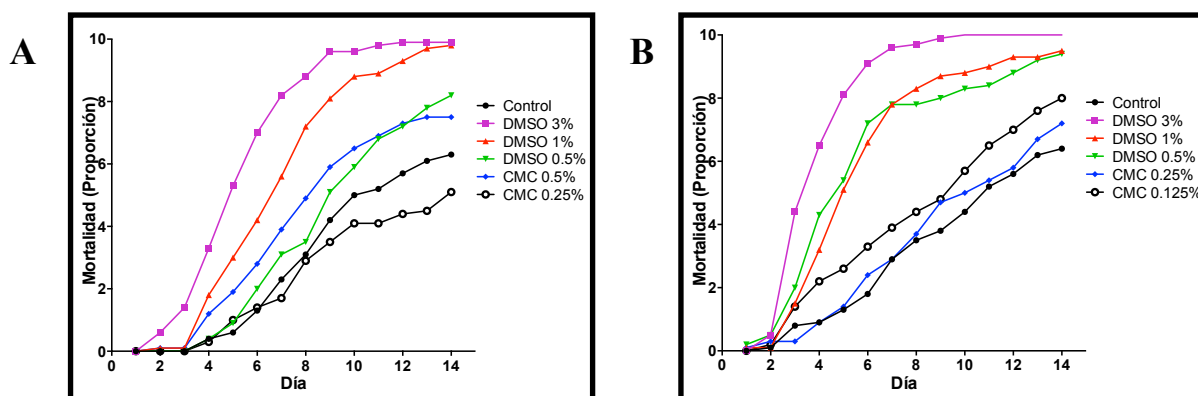 A
Mortalidad (Proporción)
10
8
6
4
2
0
0 2 4 6 8 10 12 14
Día
Control
DMSO 3%
DMSO 1%
DMSO 0.5%
CMC 0.5%
CMC 0.25%
B
Mortalidad (Proporción)
10
8
6
4
2
0
0 2 4 6 8 10 12 14
Día
Control
DMSO 3%
DMSO 1%
DMSO 0.5%
CMC 0.25%
CMC 0.125%